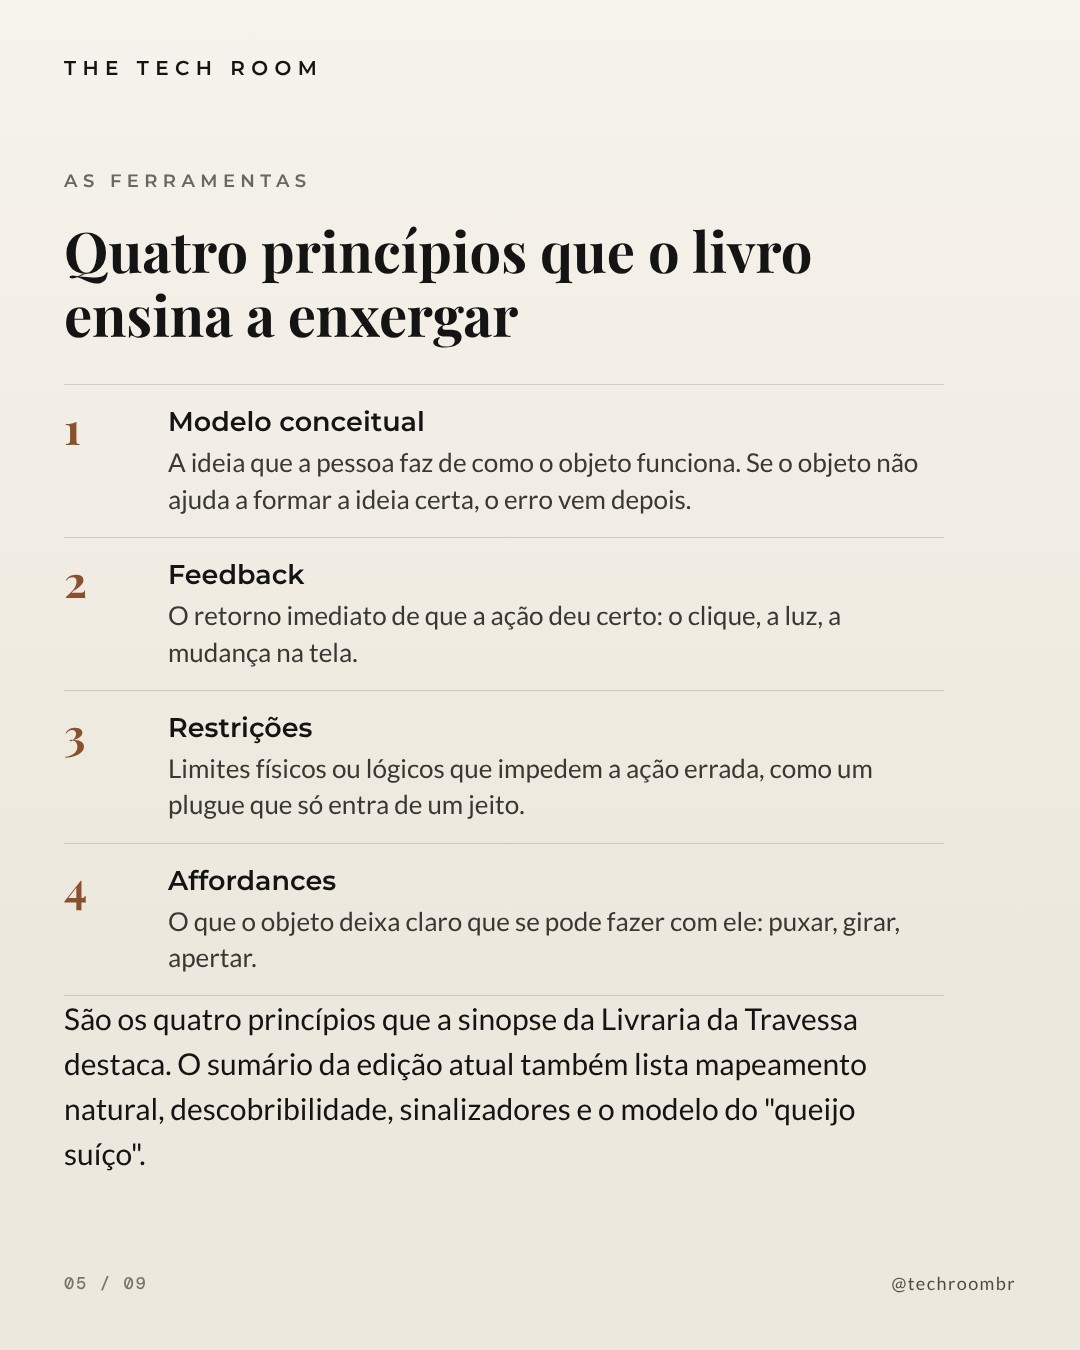 THE TECH ROOM
AS FERRAMENTAS
Quatro princípios que o livro
ensina a enxergar
1
Modelo conceitual
A ideia que a pessoa faz de como o objeto funciona. Se o objeto não
ajuda a formar a ideia certa, o erro vem depois.
2
Feedback
O retorno imediato de que a ação deu certo: o clique, a luz, a
mudança na tela.
3
Restrições
Limites físicos ou lógicos que impedem a ação errada, como um
plugue que só entra de um jeito.
4
Affordances
O que o objeto deixa claro que se pode fazer com ele: puxar, girar,
apertar.
São os quatro princípios que a sinopse da Livraria da Travessa
destaca. O sumário da edição atual também lista mapeamento
natural, descobribilidade, sinalizadores e o modelo do "queijo
suíço".
05 / 09
@techroombr